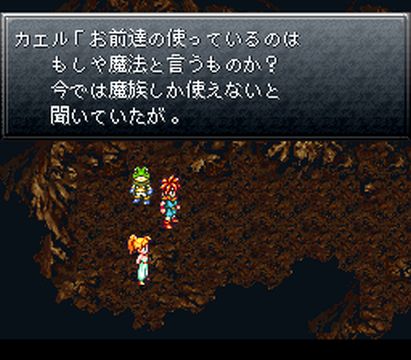 カエル「お前達の使っているのは
もしや魔法と言うものか？
今では魔族しか使えないと
聞いていたが。